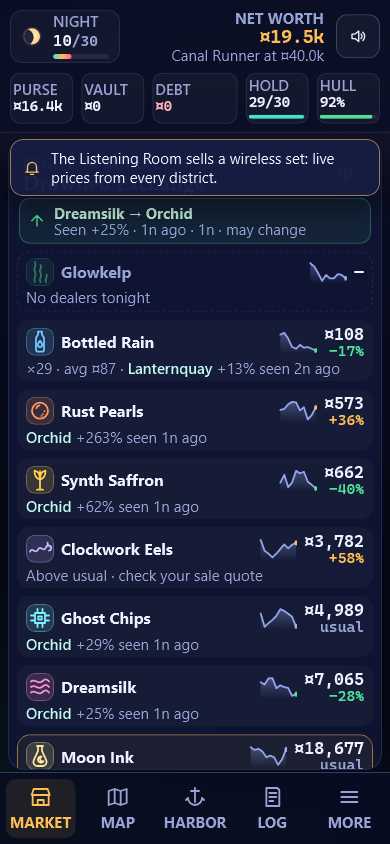 NIGHT
10/30
NET WORTH
¤19.5k
Canal Runner at ¤40.0k
PURSE
¤16.4k
VAULT
¤0
DEBT
¤0
HOLD
29/30
HULL
92%
The Listening Room sells a wireless set: live
prices from every district.
Dreamsilk → Orchid
Seen +25% · 1n ago · 1n · may change
Glowkelp
–
No dealers tonight
Bottled Rain
¤108
−17%
×29 · avg ¤87 · Lanternquay +13% seen 2n ago
Rust Pearls
¤573
+36%
Orchid +263% seen 1n ago
Synth Saffron
¤662
−40%
Orchid +62% seen 1n ago
Clockwork Eels
¤3,782
+58%
Above usual · check your sale quote
Ghost Chips
¤4,989
usual
Orchid +29% seen 1n ago
Dreamsilk
¤7,065
−28%
Orchid +25% seen 1n ago
Moon Ink
¤18,677
usual
MARKET
MAP
HARBOR
LOG
MORE